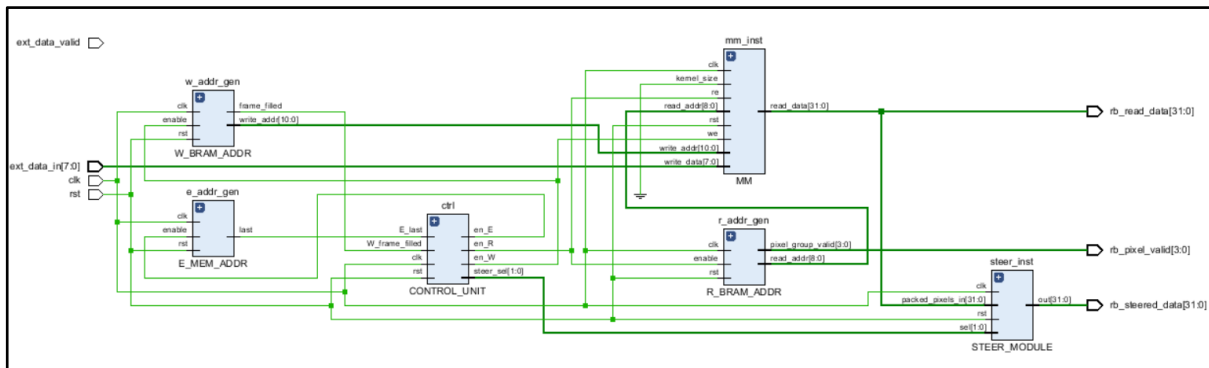 ext_data_valid
ext_data_in[7:0]
clk
rst
w_addr_gen
clk
enable
rst
frame_filled
write_addr[10:0]
W_BRAM_ADDR
e_addr_gen
clk
enable
rst
last
E_MEM_ADDR
ctrl
E_last
W_frame_filled
clk
rst
en_E
en_R
en_W
steer_sel[1:0]
CONTROL_UNIT
mm_inst
clk
kernel_size
re
read_addr[8:0]
rst
we
write_addr[10:0]
write_data[7:0]
read_data[31:0]
MM
r_addr_gen
clk
enable
rst
pixel_group_valid[3:0]
read_addr[8:0]
R_BRAM_ADDR
steer_inst
clk
packed_pixels_in[31:0]
rst
sel[1:0]
out[31:0]
STEER_MODULE
rb_read_data[31:0]
rb_pixel_valid[3:0]
rb_steered_data[31:0]